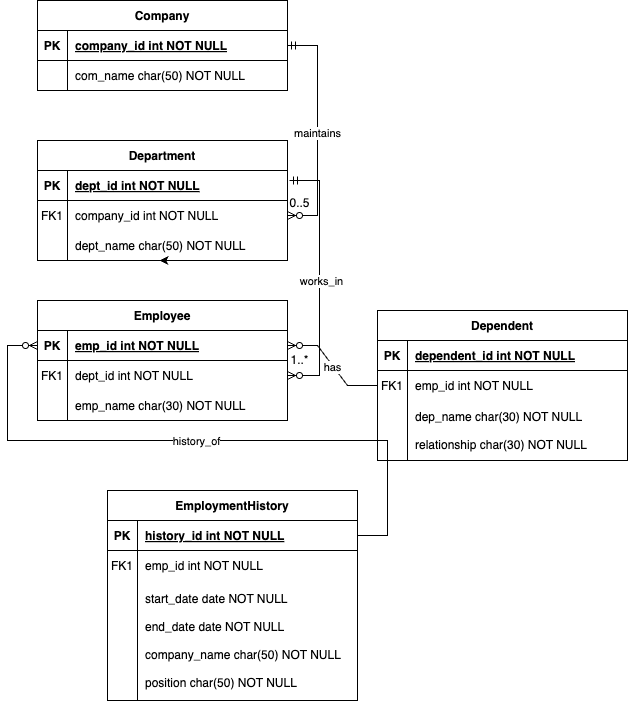 Company
PK company_id int NOT NULL
com_name char(50) NOT NULL
maintains
Department
PK dept_id int NOT NULL
FK1 company_id int NOT NULL
0..5
dept_name char(50) NOT NULL
works_in
Employee
PK emp_id int NOT NULL
1..*
FK1 dept_id int NOT NULL
emp_name char(30) NOT NULL
has
Dependent
PK dependent_id int NOT NULL
FK1 emp_id int NOT NULL
dep_name char(30) NOT NULL
relationship char(30) NOT NULL
history_of
EmploymentHistory
PK history_id int NOT NULL
FK1 emp_id int NOT NULL
start_date date NOT NULL
end_date date NOT NULL
company_name char(50) NOT NULL
position char(50) NOT NULL